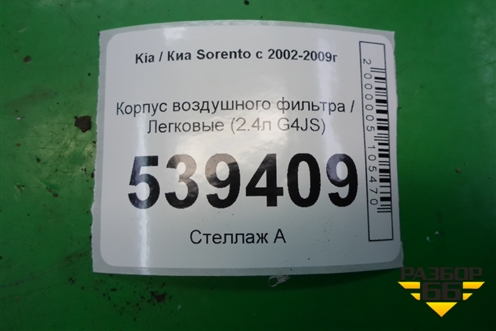 Kia / Киа Sorento с 2002-2009г
Корпус воздушного фильтра /
Легковые (2.4л G4JS)
539409
Стеллаж А
2000005105470
РАЗБОР
66